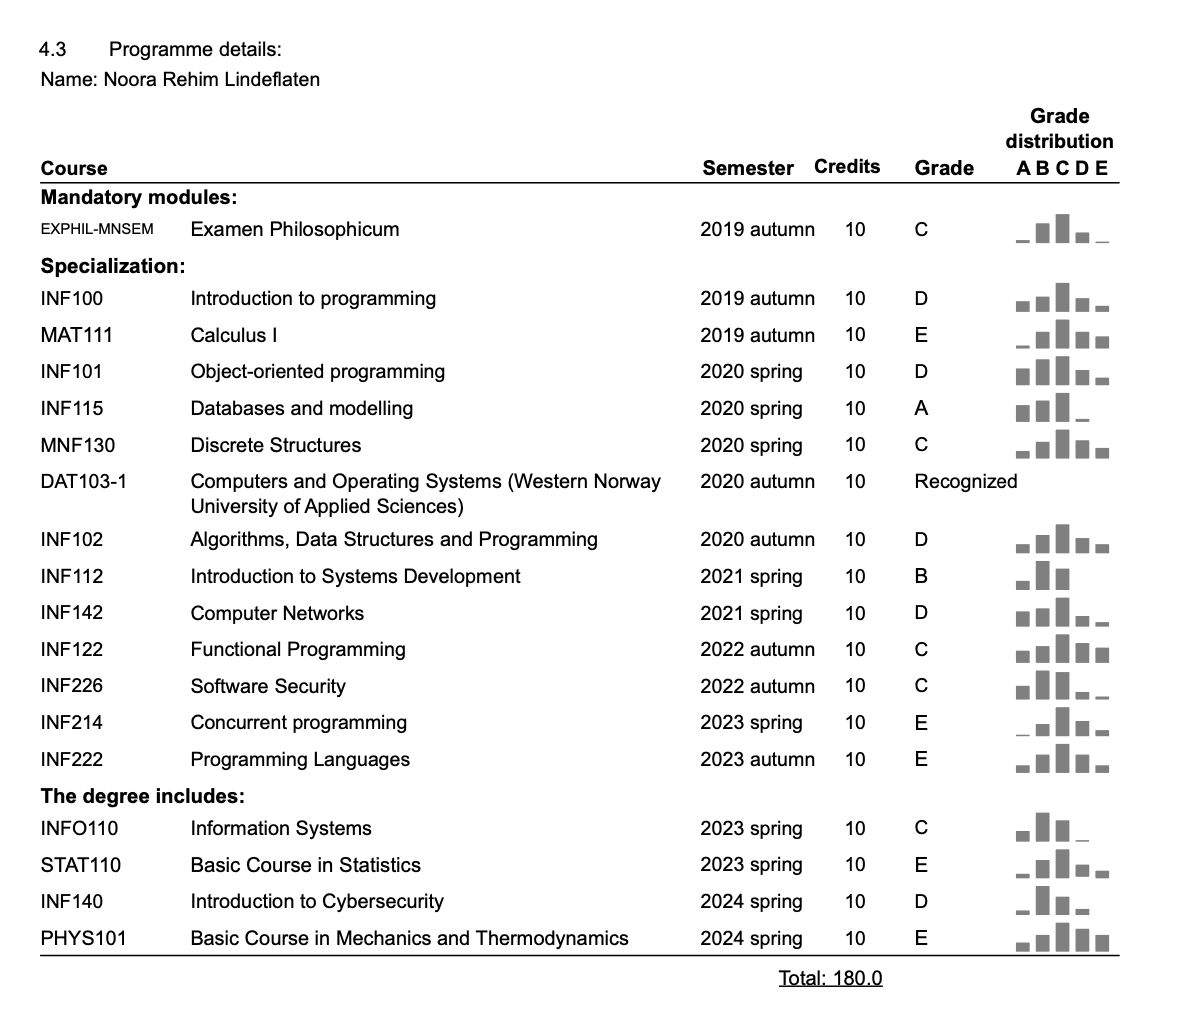 4.3 Programme details:
Name: Noora Rehim Lindeflaten
Grade
distribution
Course Semester Credits Grade A B C D E
Mandatory modules:
EXPHIL-MNSEM Examen Philosophicum 2019 autumn 10 C
Specialization:
INF100 Introduction to programming 2019 autumn 10 D
MAT111 Calculus I 2019 autumn 10 E
INF101 Object-oriented programming 2020 spring 10 D
INF115 Databases and modelling 2020 spring 10 A
MNF130 Discrete Structures 2020 spring 10 C
DAT103-1 Computers and Operating Systems (Western Norway 2020 autumn 10 Recognized
University of Applied Sciences)
INF102 Algorithms, Data Structures and Programming 2020 autumn 10 D
INF112 Introduction to Systems Development 2021 spring 10 B
INF142 Computer Networks 2021 spring 10 D
INF122 Functional Programming 2022 autumn 10 C
INF226 Software Security 2022 autumn 10 C
INF214 Concurrent programming 2023 spring 10 E
INF222 Programming Languages 2023 autumn 10 E
The degree includes:
INFO110 Information Systems 2023 spring 10 C
STAT110 Basic Course in Statistics 2023 spring 10 E
INF140 Introduction to Cybersecurity 2024 spring 10 D
PHYS101 Basic Course in Mechanics and Thermodynamics 2024 spring 10 E
Total: 180.0